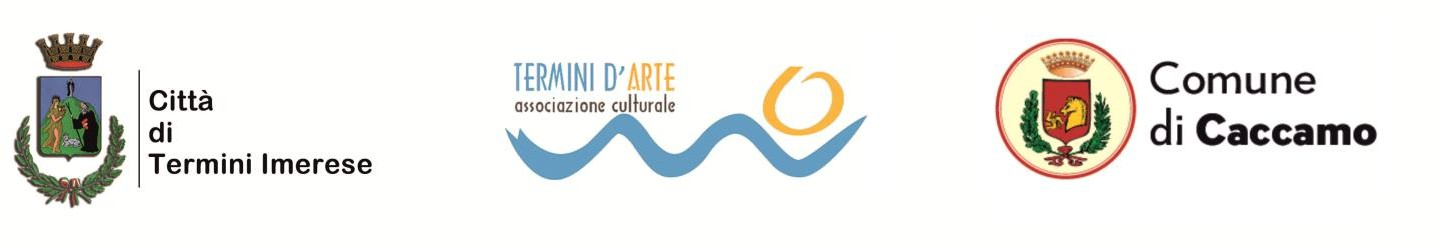 Città
di
Termini Imerese
TERMINI D'ARTE
associazione culturale
Comune
di Caccamo